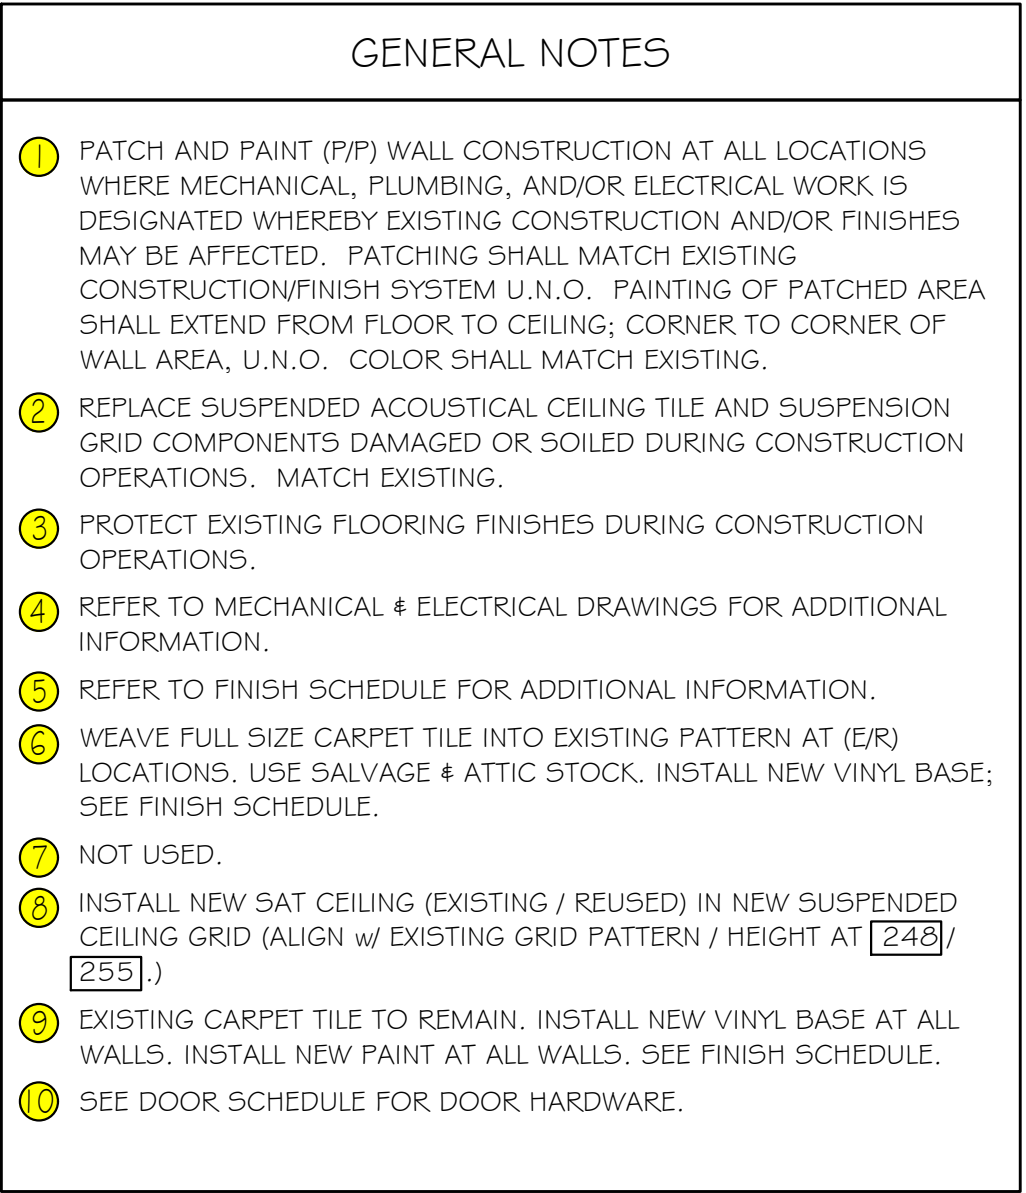 GENERAL NOTES
1 PATCH AND PAINT (P/P) WALL CONSTRUCTION AT ALL LOCATIONS
WHERE MECHANICAL, PLUMBING, AND/OR ELECTRICAL WORK IS
DESIGNATED WHEREBY EXISTING CONSTRUCTION AND/OR FINISHES
MAY BE AFFECTED. PATCHING SHALL MATCH EXISTING
CONSTRUCTION/FINISH SYSTEM U.N.O. PAINTING OF PATCHED AREA
SHALL EXTEND FROM FLOOR TO CEILING; CORNER TO CORNER OF
WALL AREA, U.N.O. COLOR SHALL MATCH EXISTING.
2 REPLACE SUSPENDED ACOUSTICAL CEILING TILE AND SUSPENSION
GRID COMPONENTS DAMAGED OR SOILED DURING CONSTRUCTION
OPERATIONS. MATCH EXISTING.
3 PROTECT EXISTING FLOORING FINISHES DURING CONSTRUCTION
OPERATIONS.
4 REFER TO MECHANICAL & ELECTRICAL DRAWINGS FOR ADDITIONAL
INFORMATION.
5 REFER TO FINISH SCHEDULE FOR ADDITIONAL INFORMATION.
6 WEAVE FULL SIZE CARPET TILE INTO EXISTING PATTERN AT (E/R)
LOCATIONS. USE SALVAGE & ATTIC STOCK. INSTALL NEW VINYL BASE;
SEE FINISH SCHEDULE.
7 NOT USED.
8 INSTALL NEW SAT CEILING (EXISTING / REUSED) IN NEW SUSPENDED
CEILING GRID (ALIGN w/ EXISTING GRID PATTERN / HEIGHT AT 248 /
255 .)
9 EXISTING CARPET TILE TO REMAIN. INSTALL NEW VINYL BASE AT ALL
WALLS. INSTALL NEW PAINT AT ALL WALLS. SEE FINISH SCHEDULE.
10 SEE DOOR SCHEDULE FOR DOOR HARDWARE.